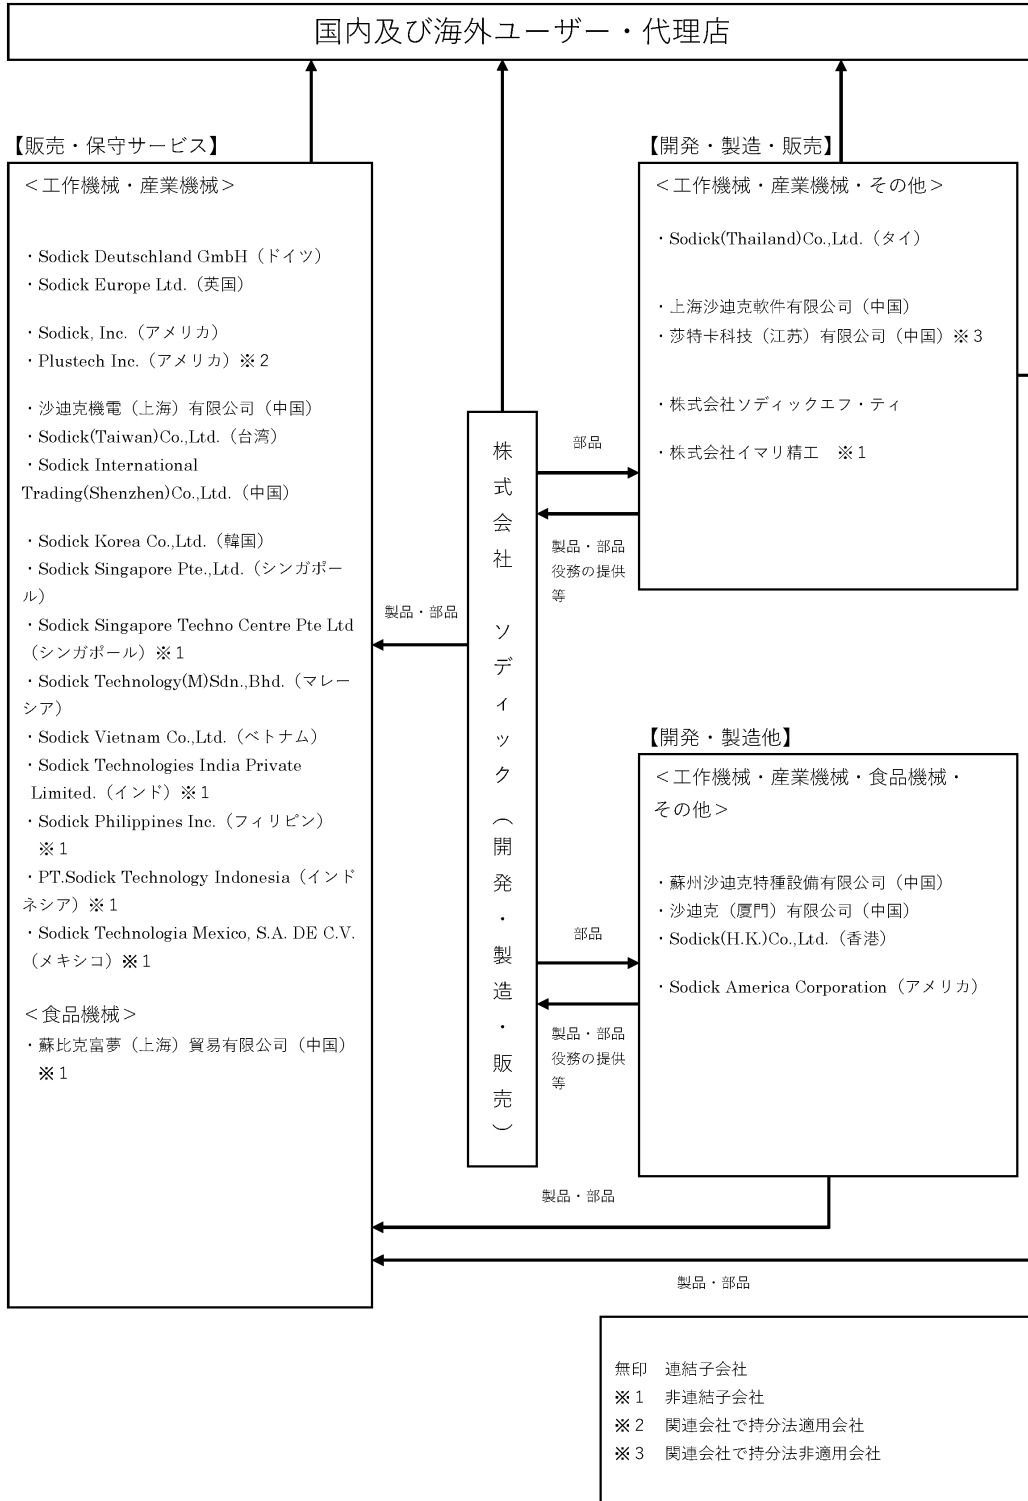 国内及び海外ユーザー・代理店
【販売・保守サービス】
＜工作機械・産業機械＞
・Sodick Deutschland GmbH（ドイツ）
・Sodick Europe Ltd.（英国）
・Sodick, Inc.（アメリカ）
・Plustech Inc.（アメリカ）※２
・沙迪克機電（上海）有限公司（中国）
・Sodick(Taiwan)Co.,Ltd.（台湾）
・Sodick International
Trading(Shenzhen)Co.,Ltd.（中国）
・Sodick Korea Co.,Ltd.（韓国）
・Sodick Singapore Pte.,Ltd.（シンガポー
ル）
・Sodick Singapore Techno Centre Pte Ltd
（シンガポール）※１
・Sodick Technology(M)Sdn.,Bhd.（マレー
シア）
・Sodick Vietnam Co.,Ltd.（ベトナム）
・Sodick Technologies India Private
Limited.（インド）※１
・Sodick Philippines Inc.（フィリピン）
※１
・PT.Sodick Technology Indonesia（インド
ネシア）※１
・Sodick Technologia Mexico, S.A. DE C.V.
（メキシコ）※１
＜食品機械＞
・蘇比克富夢（上海）貿易有限公司（中国）
※１
製品・部品
株式会社　ソディック（開発・製造・販売）
部品
製品・部品
役務の提供
等
【開発・製造・販売】
＜工作機械・産業機械・その他＞
・Sodick(Thailand)Co.,Ltd.（タイ）
・上海沙迪克軟件有限公司（中国）
・莎特卡科技（江苏）有限公司（中国）※３
・株式会社ソディックエフ・ティ
・株式会社イマリ精工　※１
部品
製品・部品
役務の提供
等
【開発・製造他】
＜工作機械・産業機械・食品機械・
その他＞
・蘇州沙迪克特種設備有限公司（中国）
・沙迪克（厦門）有限公司（中国）
・Sodick(H.K.)Co.,Ltd.（香港）
・Sodick America Corporation（アメリカ）
製品・部品
製品・部品
無印　連結子会社
※１　非連結子会社
※２　関連会社で持分法適用会社
※３　関連会社で持分法非適用会社